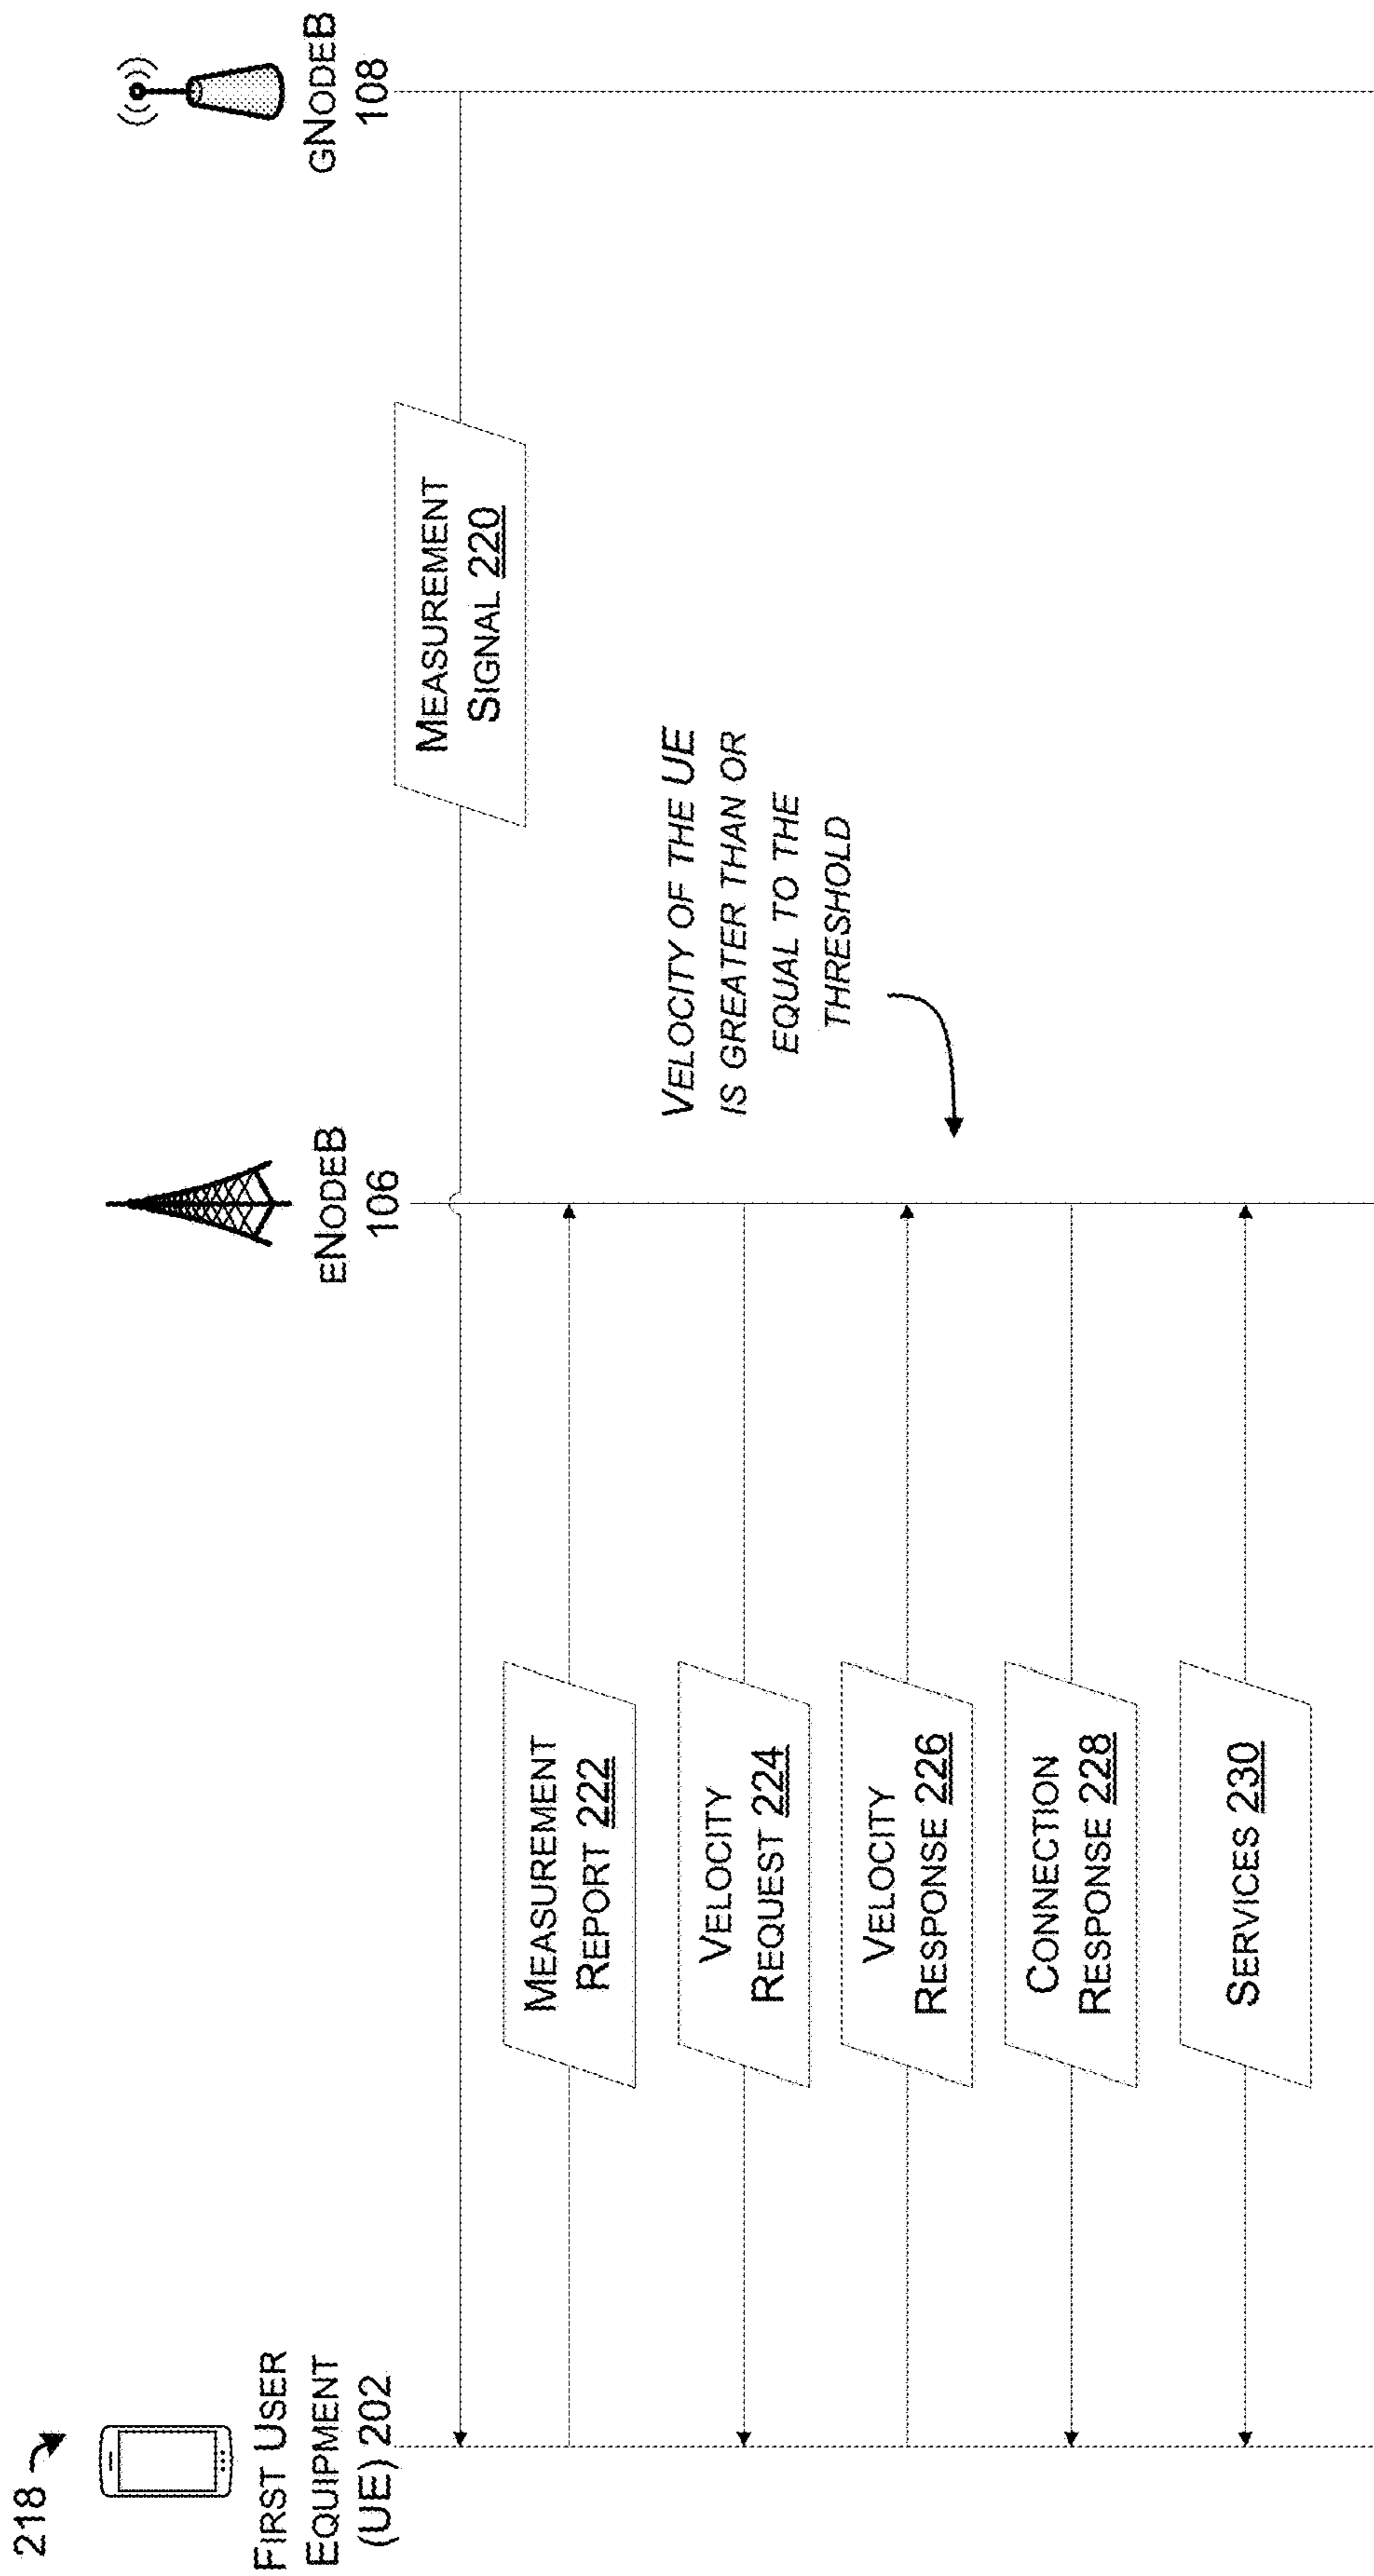 218
FIRST USER
EQUIPMENT
(UE) 202
ENODEB
106
GNODEB
108
MEASUREMENT
SIGNAL 220
MEASUREMENT
REPORT 222
VELOCITY
REQUEST 224
VELOCITY
RESPONSE 226
VELOCITY OF THE UE
IS GREATER THAN OR
EQUAL TO THE
THRESHOLD
CONNECTION
RESPONSE 228
SERVICES 230